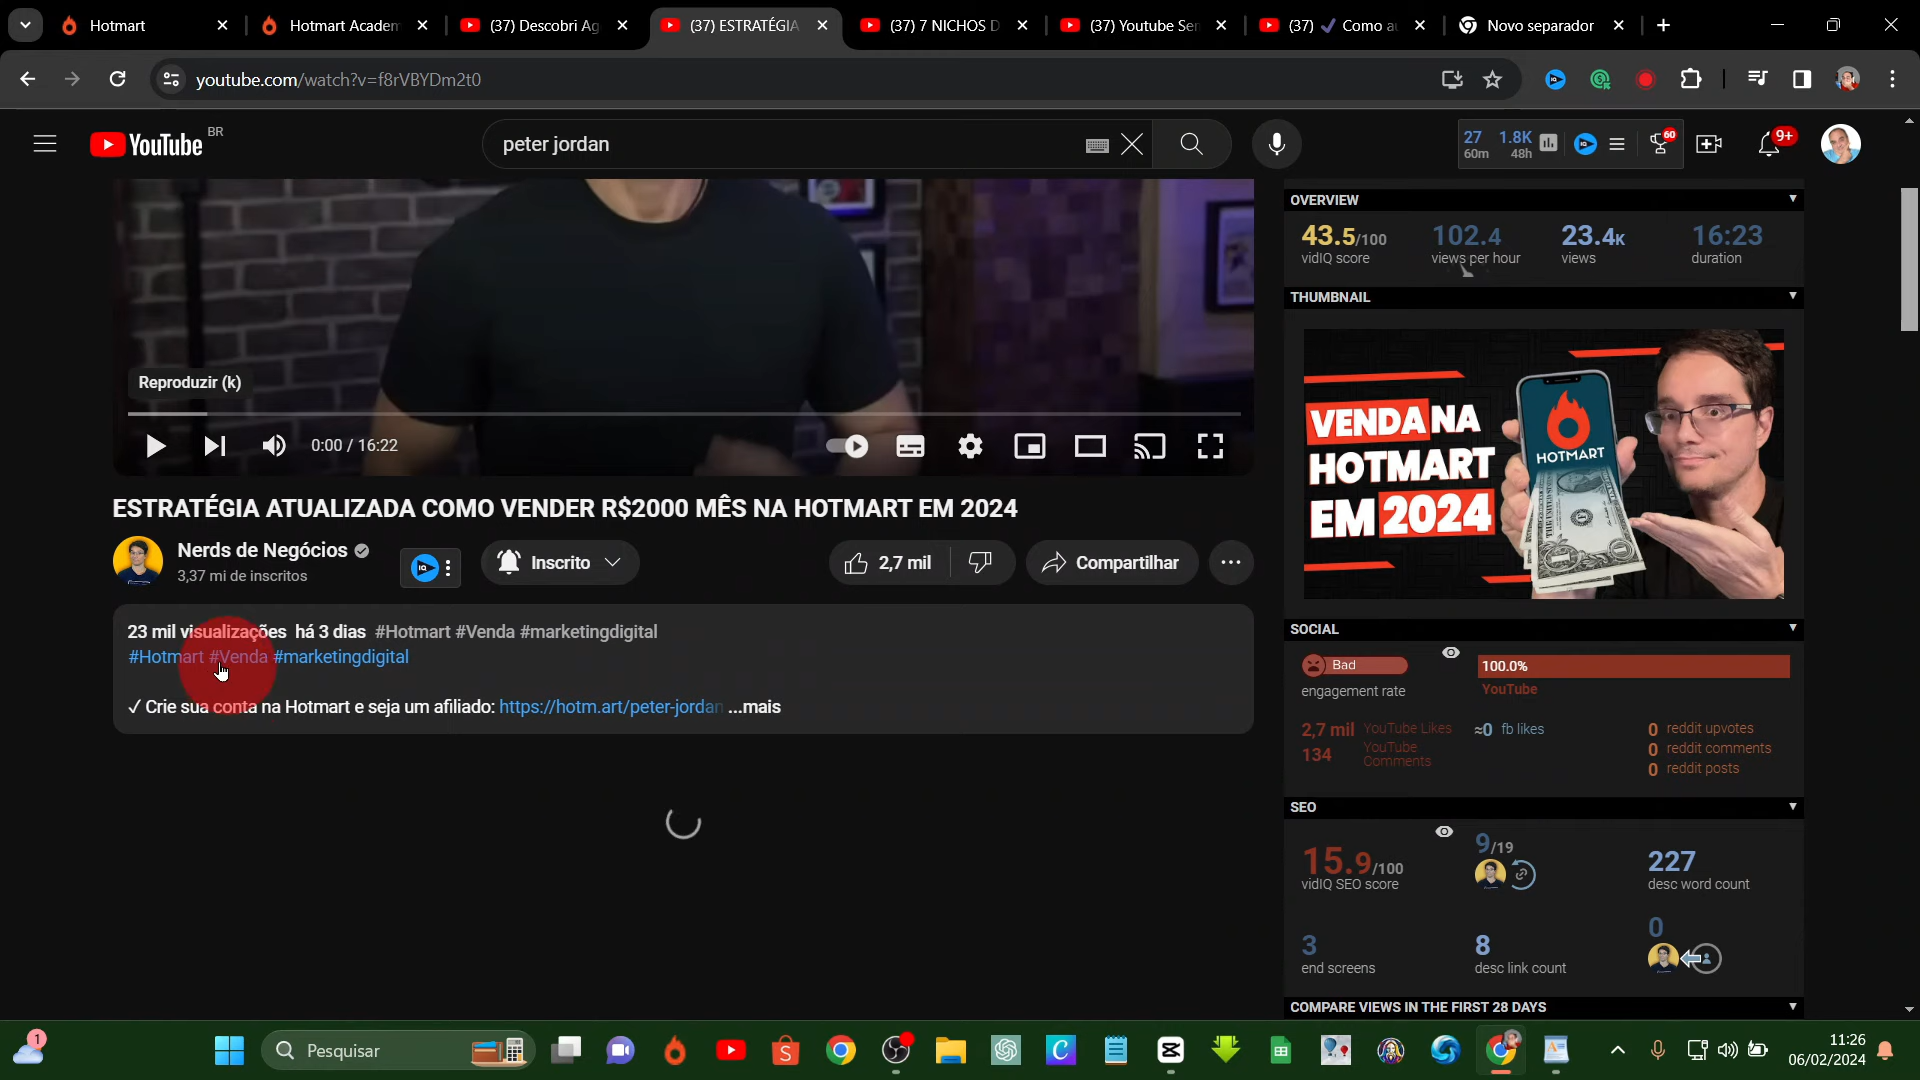 Hotmart
Hotmart Academ
(37) Descobri Ag
(37) ESTRATÉGIA
(37) 7 NICHOS D
(37) Youtube Sen
(37) ✓ Como au
Novo separador
youtube.com/watch?v=f8rVBYDm2t0
YouTube BR
peter jordan
27 60m
1.8K 48h
60
9+
Reproduzir (k)
0:00 / 16:22
ESTRATÉGIA ATUALIZADA COMO VENDER R$2000 MÊS NA HOTMART EM 2024
Nerds de Negócios
3,37 mi de inscritos
Inscrito
2,7 mil
Compartilhar
23 mil visualizações há 3 dias #Hotmart #Venda #marketingdigital
#Hotmart #Venda #marketingdigital
✓ Crie sua conta na Hotmart e seja um afiliado: https://hotm.art/peter-jordan ...mais
OVERVIEW
43.5/100 102.4 23.4K 16:23
vidIQ score views per hour views duration
THUMBNAIL
VENDA NA
HOTMART
EM 2024
HOTMART
SOCIAL
Bad
engagement rate
100.0%
YouTube
2,7 mil YouTube Likes
134 YouTube Comments
≈0 fb likes
0 reddit upvotes
0 reddit comments
0 reddit posts
SEO
15.9/100
vidIQ SEO score
9/19
227
desc word count
3
end screens
8
desc link count
0
COMPARE VIEWS IN THE FIRST 28 DAYS
1
Pesquisar
11:26
06/02/2024